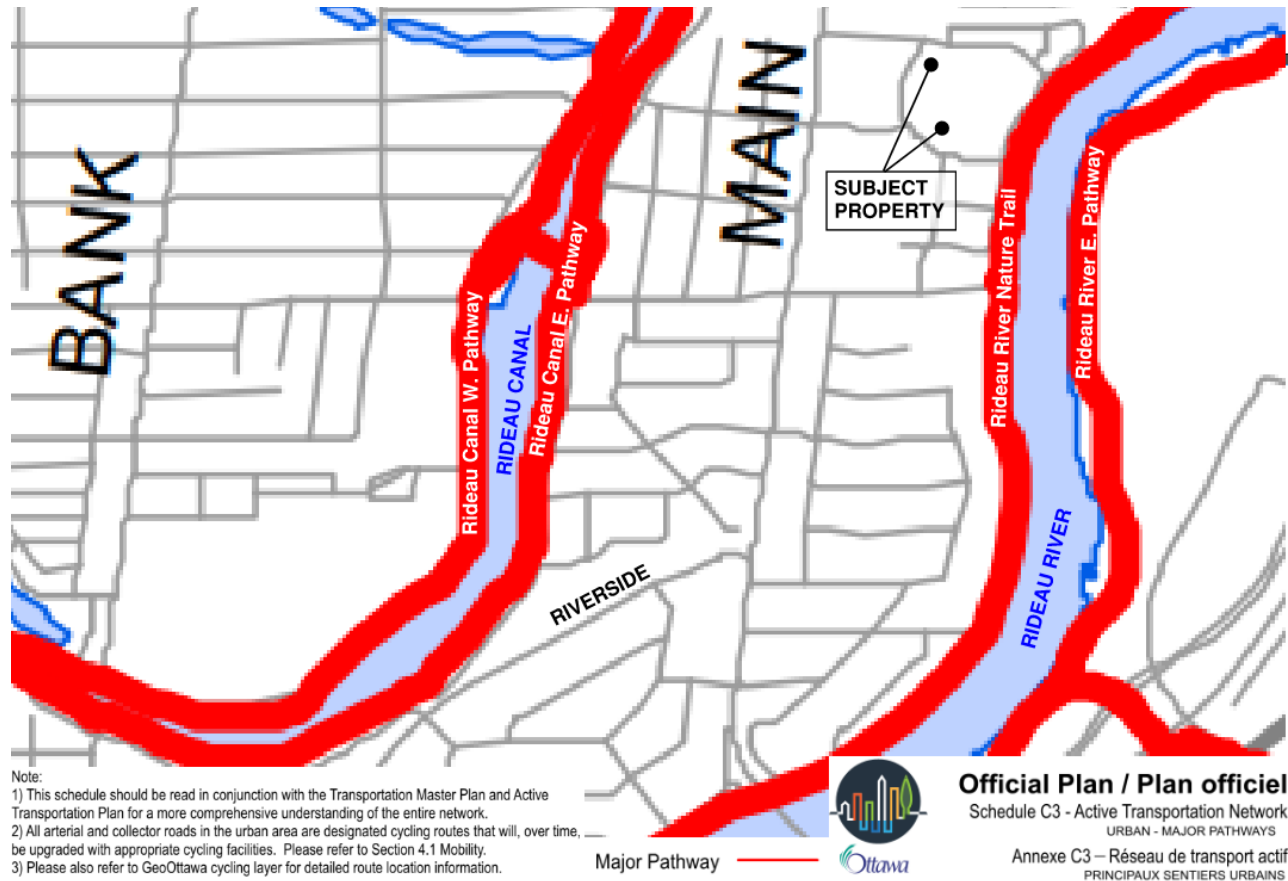 BANK
MAIN
SUBJECT
PROPERTY
Rideau Canal W. Pathway
RIDEAU CANAL
Rideau Canal E. Pathway
Rideau River Nature Trail
Rideau River E. Pathway
RIDEAU RIVER
RIVERSIDE
Note:
1) This schedule should be read in conjunction with the Transportation Master Plan and Active
Transportation Plan for a more comprehensive understanding of the entire network.
2) All arterial and collector roads in the urban area are designated cycling routes that will, over time,
be upgraded with appropriate cycling facilities. Please refer to Section 4.1 Mobility.
3) Please also refer to GeoOttawa cycling layer for detailed route location information.
Major Pathway
Ottawa
Official Plan / Plan officiel
Schedule C3 - Active Transportation Network
URBAN - MAJOR PATHWAYS
Annexe C3 – Réseau de transport actif
PRINCIPAUX SENTIERS URBAINS